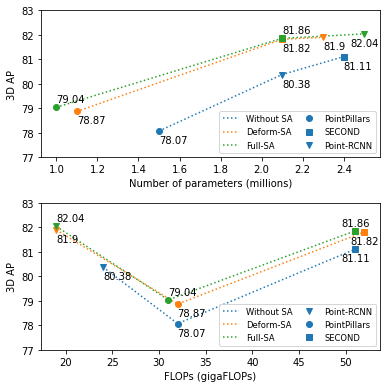 83
82
81
80
79
78
77
3D AP
79.04
78.87
78.07
81.86
81.82
80.38
81.9
82.04
81.11
Without SA PointPillars
Deform-SA SECOND
Full-SA Point-RCNN
1.0 1.2 1.4 1.6 1.8 2.0 2.2 2.4
Number of parameters (millions)
83
82
81
80
79
78
77
3D AP
82.04
81.9
80.38
79.04
78.87
78.07
81.86
81.82
81.11
Without SA Point-RCNN
Deform-SA PointPillars
Full-SA SECOND
20 25 30 35 40 45 50
FLOPs (gigaFLOPs)